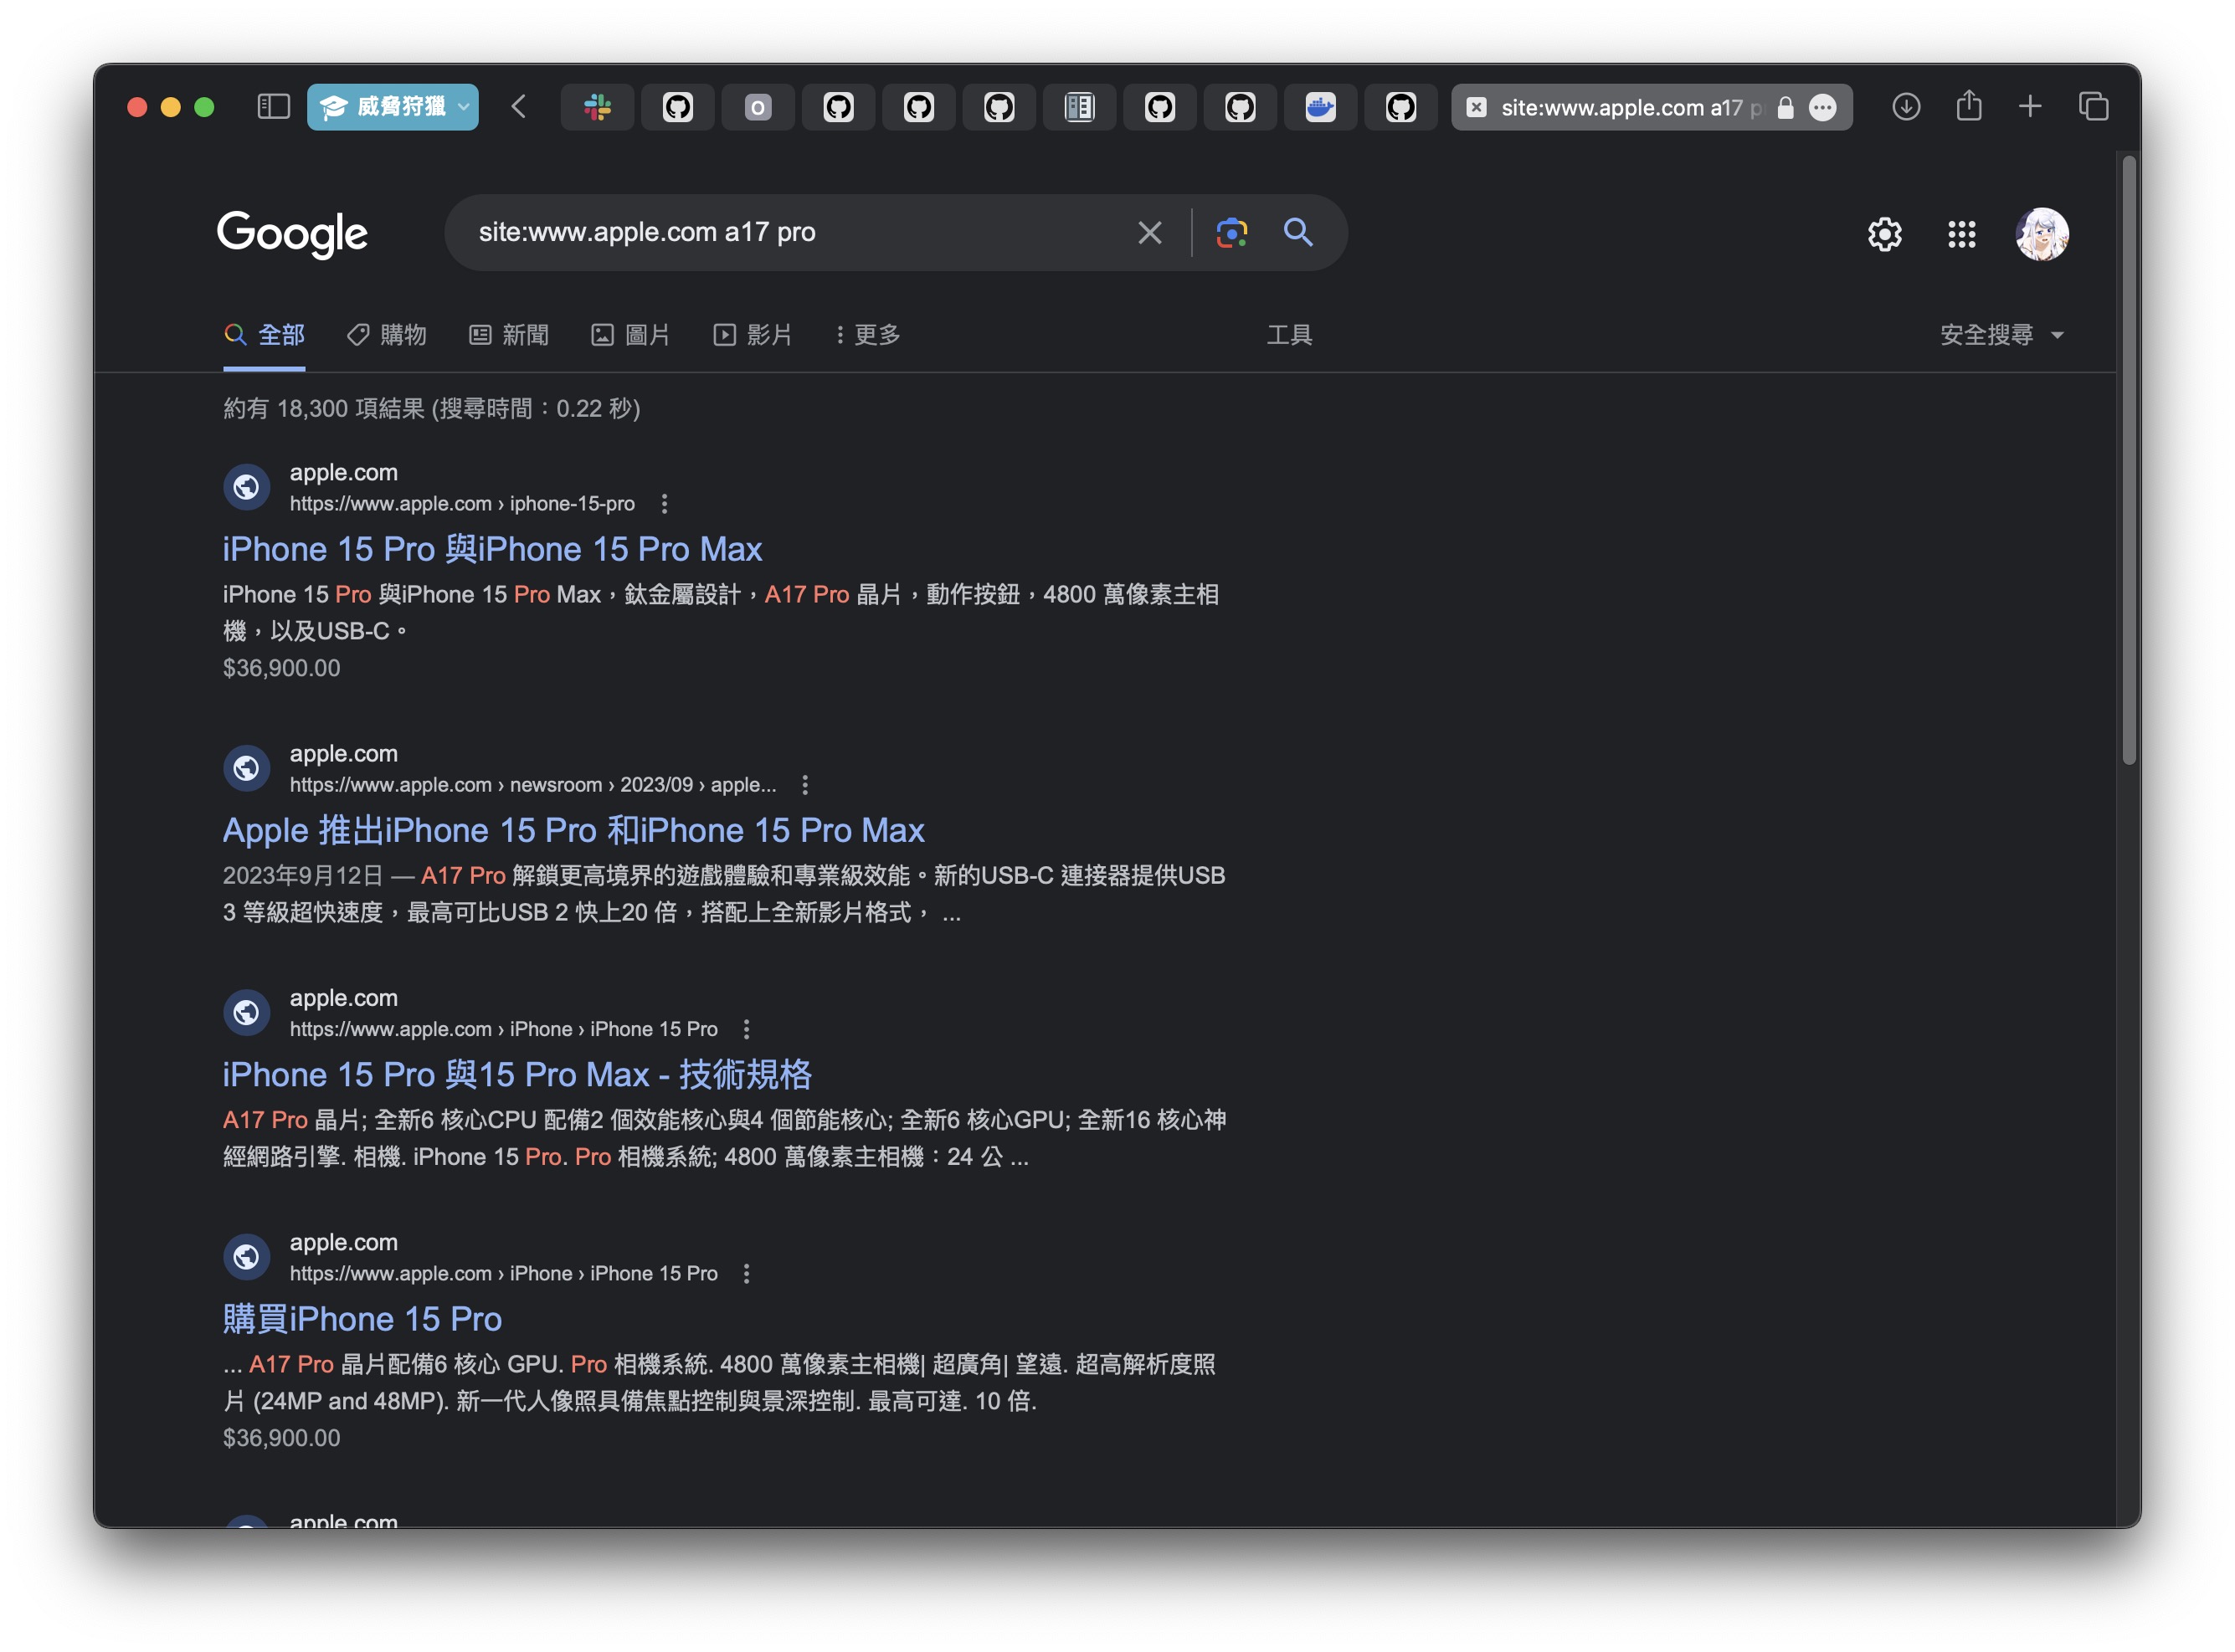 威脅狩獵
site:www.apple.com a17 p
Google
site:www.apple.com a17 pro
全部 購物 新聞 圖片 影片 更多 工具 安全搜尋
約有 18,300 項結果 (搜尋時間：0.22 秒)
apple.com
https://www.apple.com › iphone-15-pro
iPhone 15 Pro 與iPhone 15 Pro Max
iPhone 15 Pro 與iPhone 15 Pro Max，鈦金屬設計，A17 Pro 晶片，動作按鈕，4800 萬像素主相
機，以及USB-C。
$36,900.00
apple.com
https://www.apple.com › newsroom › 2023/09 › apple...
Apple 推出iPhone 15 Pro 和iPhone 15 Pro Max
2023年9月12日 — A17 Pro 解鎖更高境界的遊戲體驗和專業級效能。新的USB-C 連接器提供USB
3 等級超快速度，最高可比USB 2 快上20 倍，搭配上全新影片格式， ...
apple.com
https://www.apple.com › iPhone › iPhone 15 Pro
iPhone 15 Pro 與15 Pro Max - 技術規格
A17 Pro 晶片; 全新6 核心CPU 配備2 個效能核心與4 個節能核心; 全新6 核心GPU; 全新16 核心神
經網路引擎. 相機. iPhone 15 Pro. Pro 相機系統; 4800 萬像素主相機：24 公 ...
apple.com
https://www.apple.com › iPhone › iPhone 15 Pro
購買iPhone 15 Pro
... A17 Pro 晶片配備6 核心 GPU. Pro 相機系統. 4800 萬像素主相機| 超廣角| 望遠. 超高解析度照
片 (24MP and 48MP). 新一代人像照具備焦點控制與景深控制. 最高可達. 10 倍.
$36,900.00
apple.com